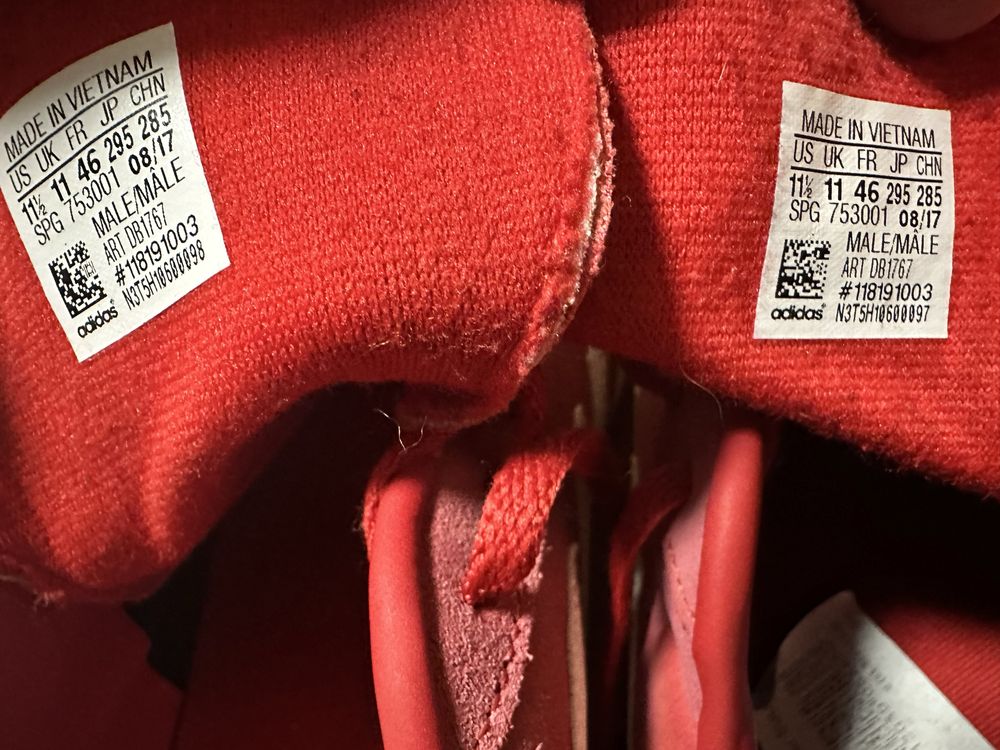 MADE IN VIETNAM
US UK FR JP CHN
11½ 11 46 295 285
SPG 753001 08/17
MALE/MÂLE
ART DB1767
#118191003
adidas® N3T5H10600098
MADE IN VIETNAM
US UK FR JP CHN
11½ 11 46 295 285
SPG 753001 08/17
MALE/MÂLE
ART DB1767
#118191003
adidas® N3T5H10600097